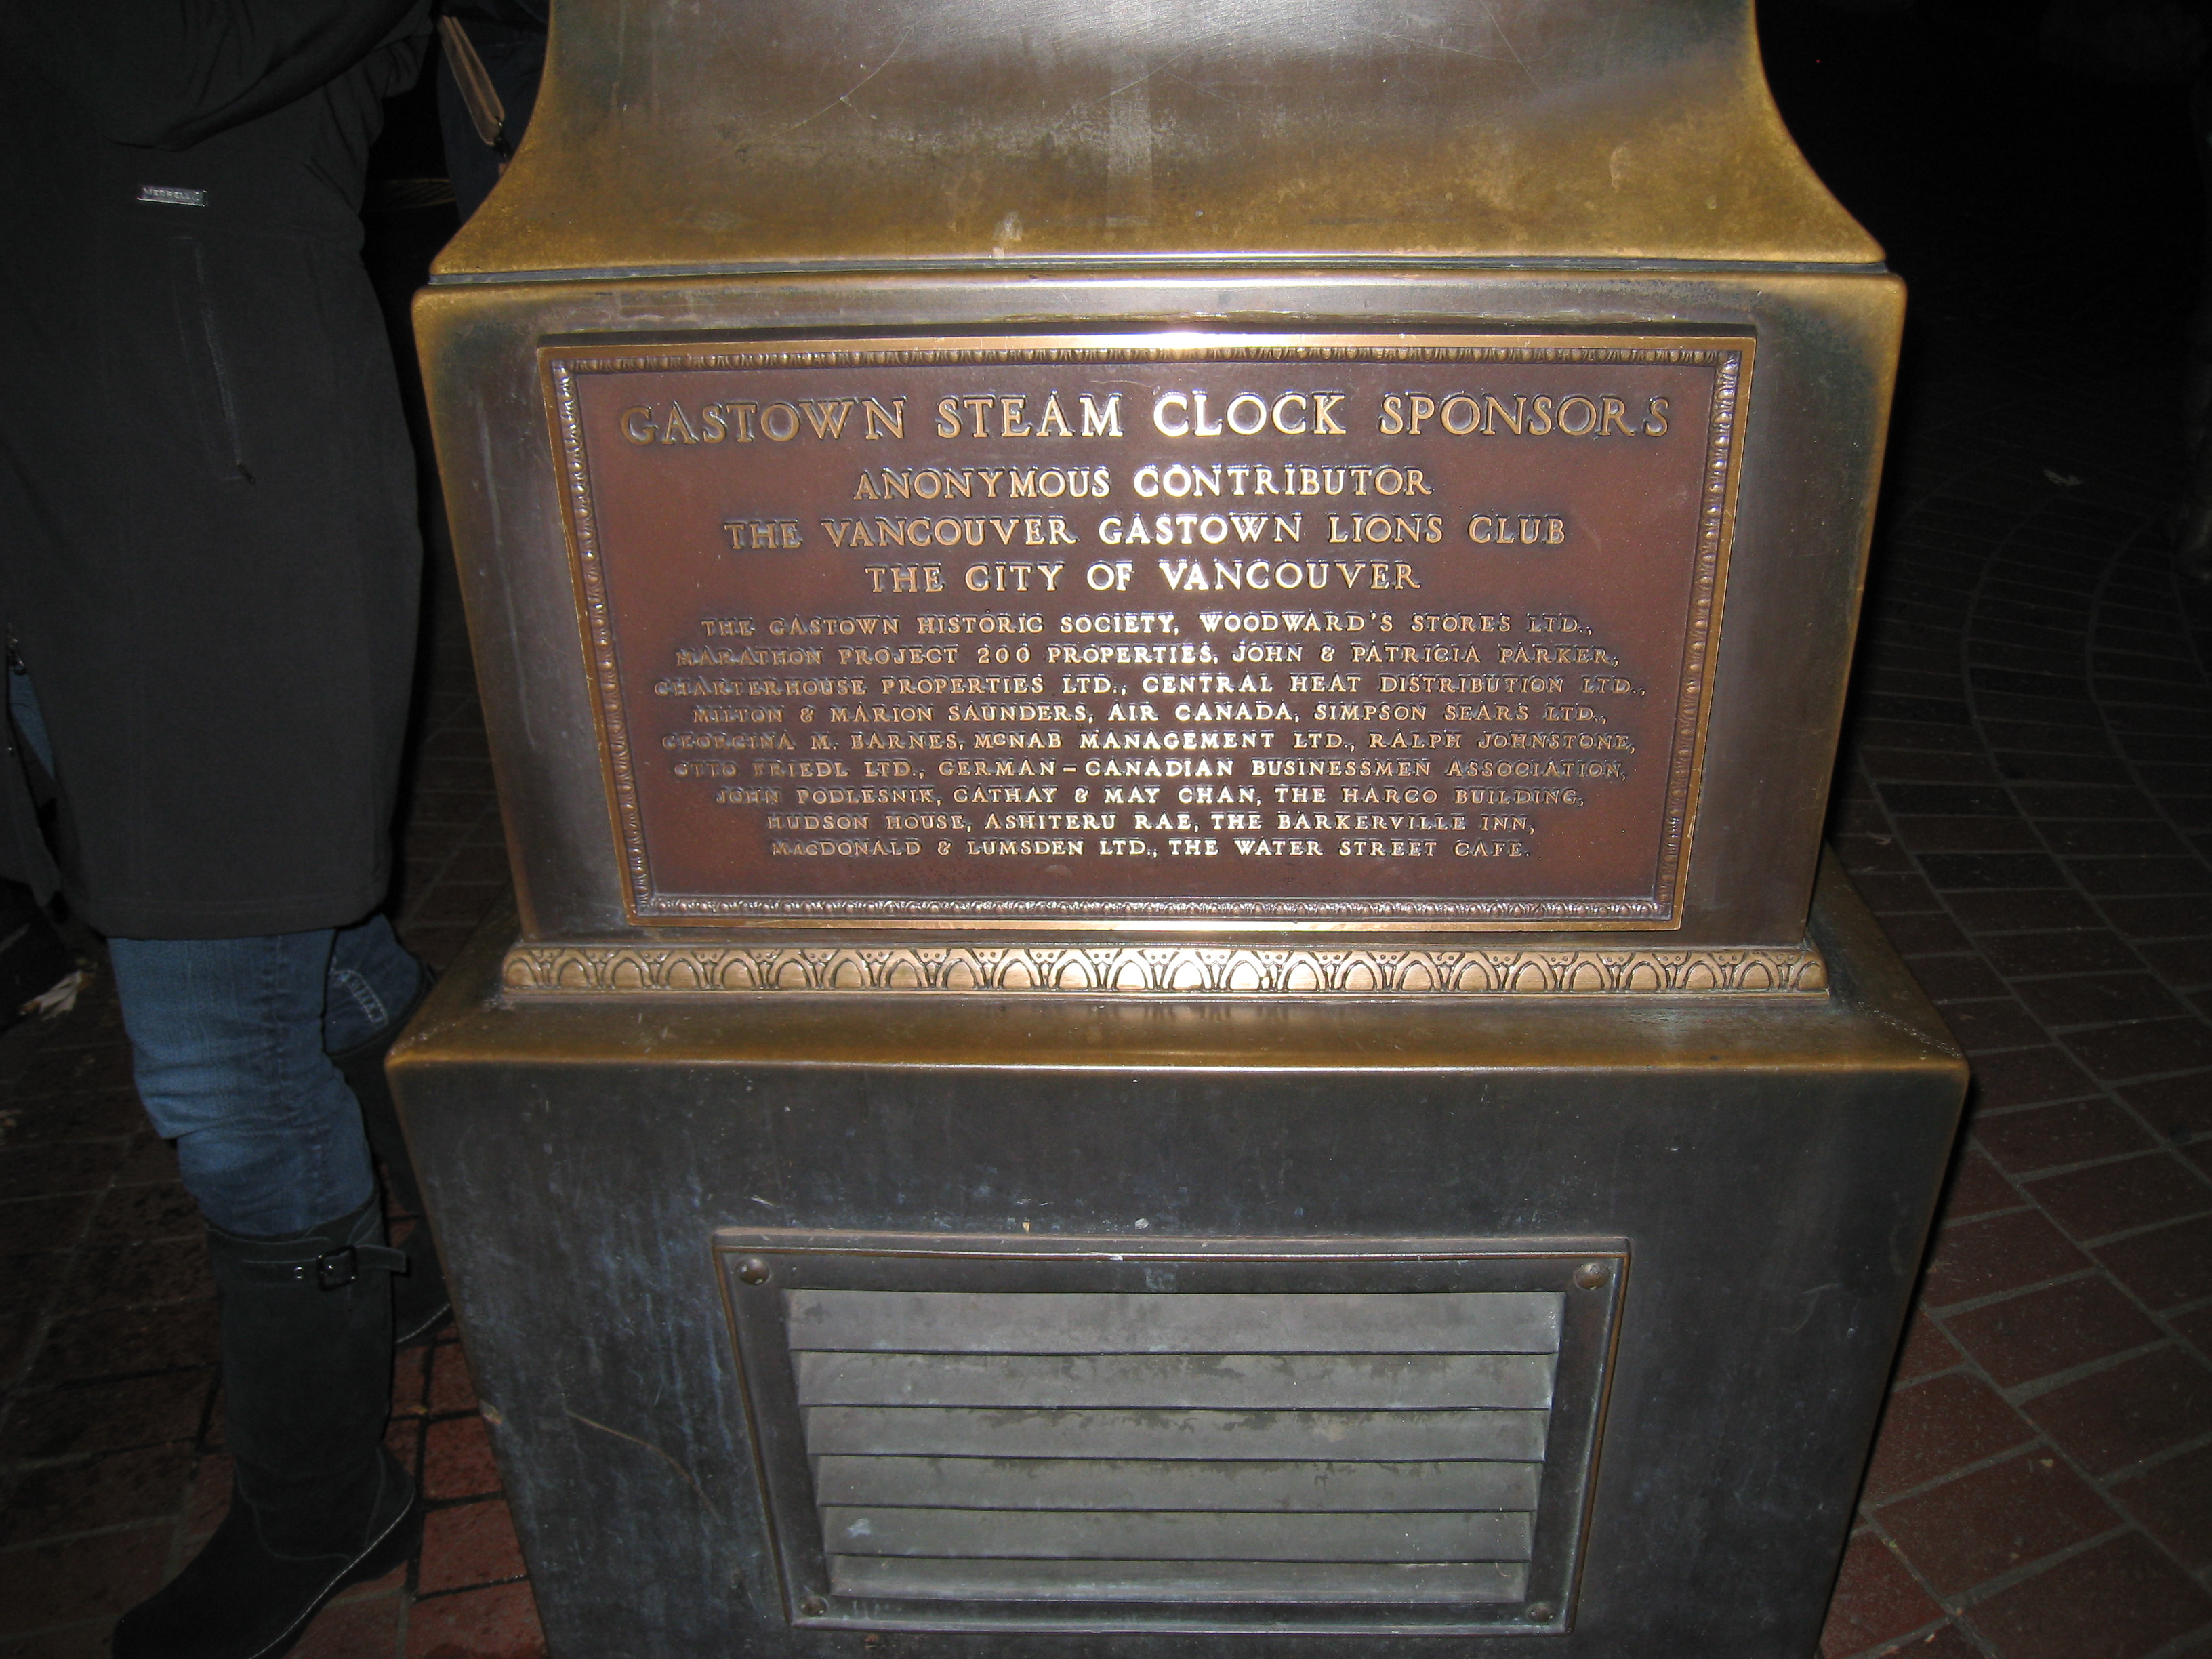 MERRELL
GASTOWN STEAM CLOCK SPONSORS
ANONYMOUS CONTRIBUTOR
THE VANCOUVER GASTOWN LIONS CLUB
THE CITY OF VANCOUVER
THE GASTOWN HISTORIC SOCIETY, WOODWARD'S STORES LTD.,
MARATHON PROJECT 200 PROPERTIES, JOHN & PATRICIA PARKER,
CHARTERHOUSE PROPERTIES LTD., CENTRAL HEAT DISTRIBUTION LTD.,
MILTON & MARION SAUNDERS, AIR CANADA, SIMPSON SEARS LTD.,
GEORGINA M. BARNES, McNAB MANAGEMENT LTD., RALPH JOHNSTONE,
OTTO FRIEDL LTD., GERMAN-CANADIAN BUSINESSMEN ASSOCIATION,
JOHN PODLESNIK, CATHAY & MAY CHAN, THE HARCO BUILDING,
HUDSON HOUSE, ASHITERU RAE, THE BARKERVILLE INN,
MACDONALD & LUMSDEN LTD., THE WATER STREET CAFE.